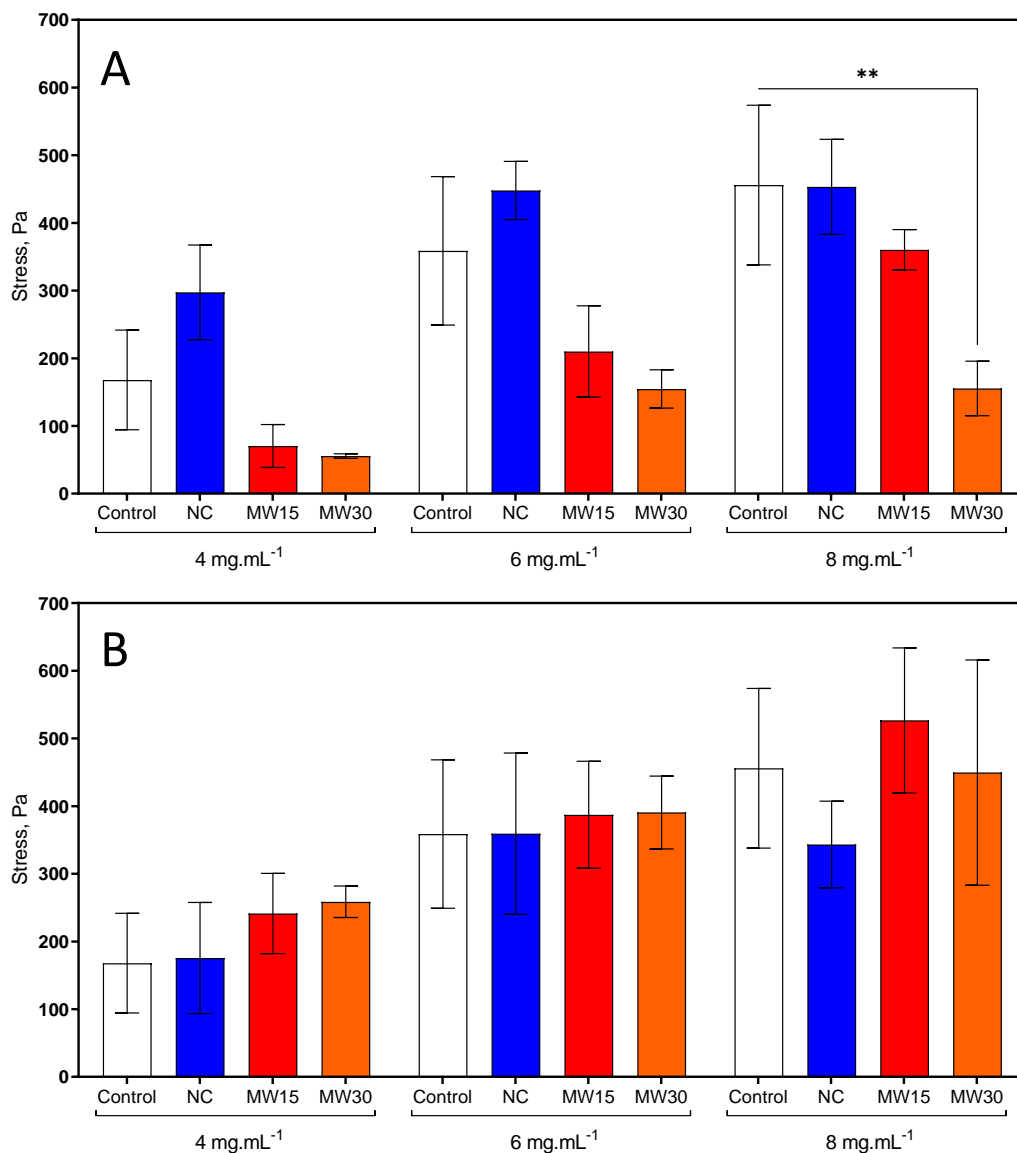 A
**
Stress, Pa
700
600
500
400
300
200
100
0
Control NC MW15 MW30 Control NC MW15 MW30 Control NC MW15 MW30
4 mg.mL⁻¹ 6 mg.mL⁻¹ 8 mg.mL⁻¹
B
Stress, Pa
700
600
500
400
300
200
100
0
Control NC MW15 MW30 Control NC MW15 MW30 Control NC MW15 MW30
4 mg.mL⁻¹ 6 mg.mL⁻¹ 8 mg.mL⁻¹